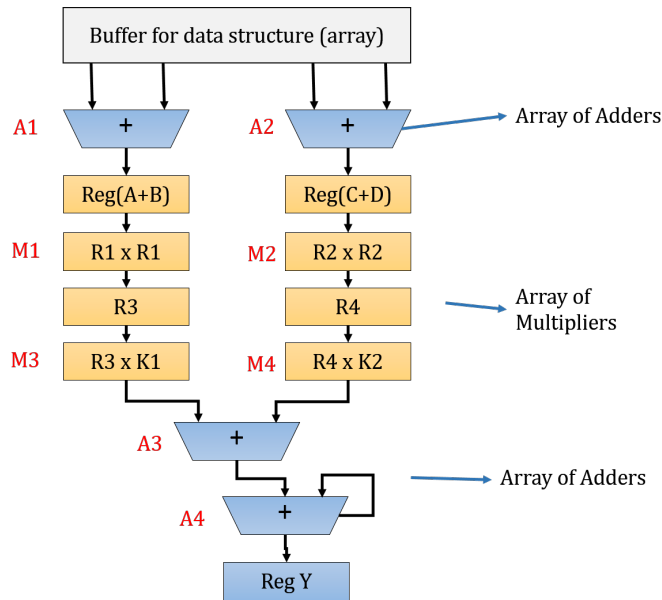 Buffer for data structure (array)
A1
+
A2
+
Array of Adders
Reg(A+B)
Reg(C+D)
M1
R1 x R1
M2
R2 x R2
R3
R4
Array of
Multipliers
M3
R3 x K1
M4
R4 x K2
A3
+
Array of Adders
A4
+
Reg Y